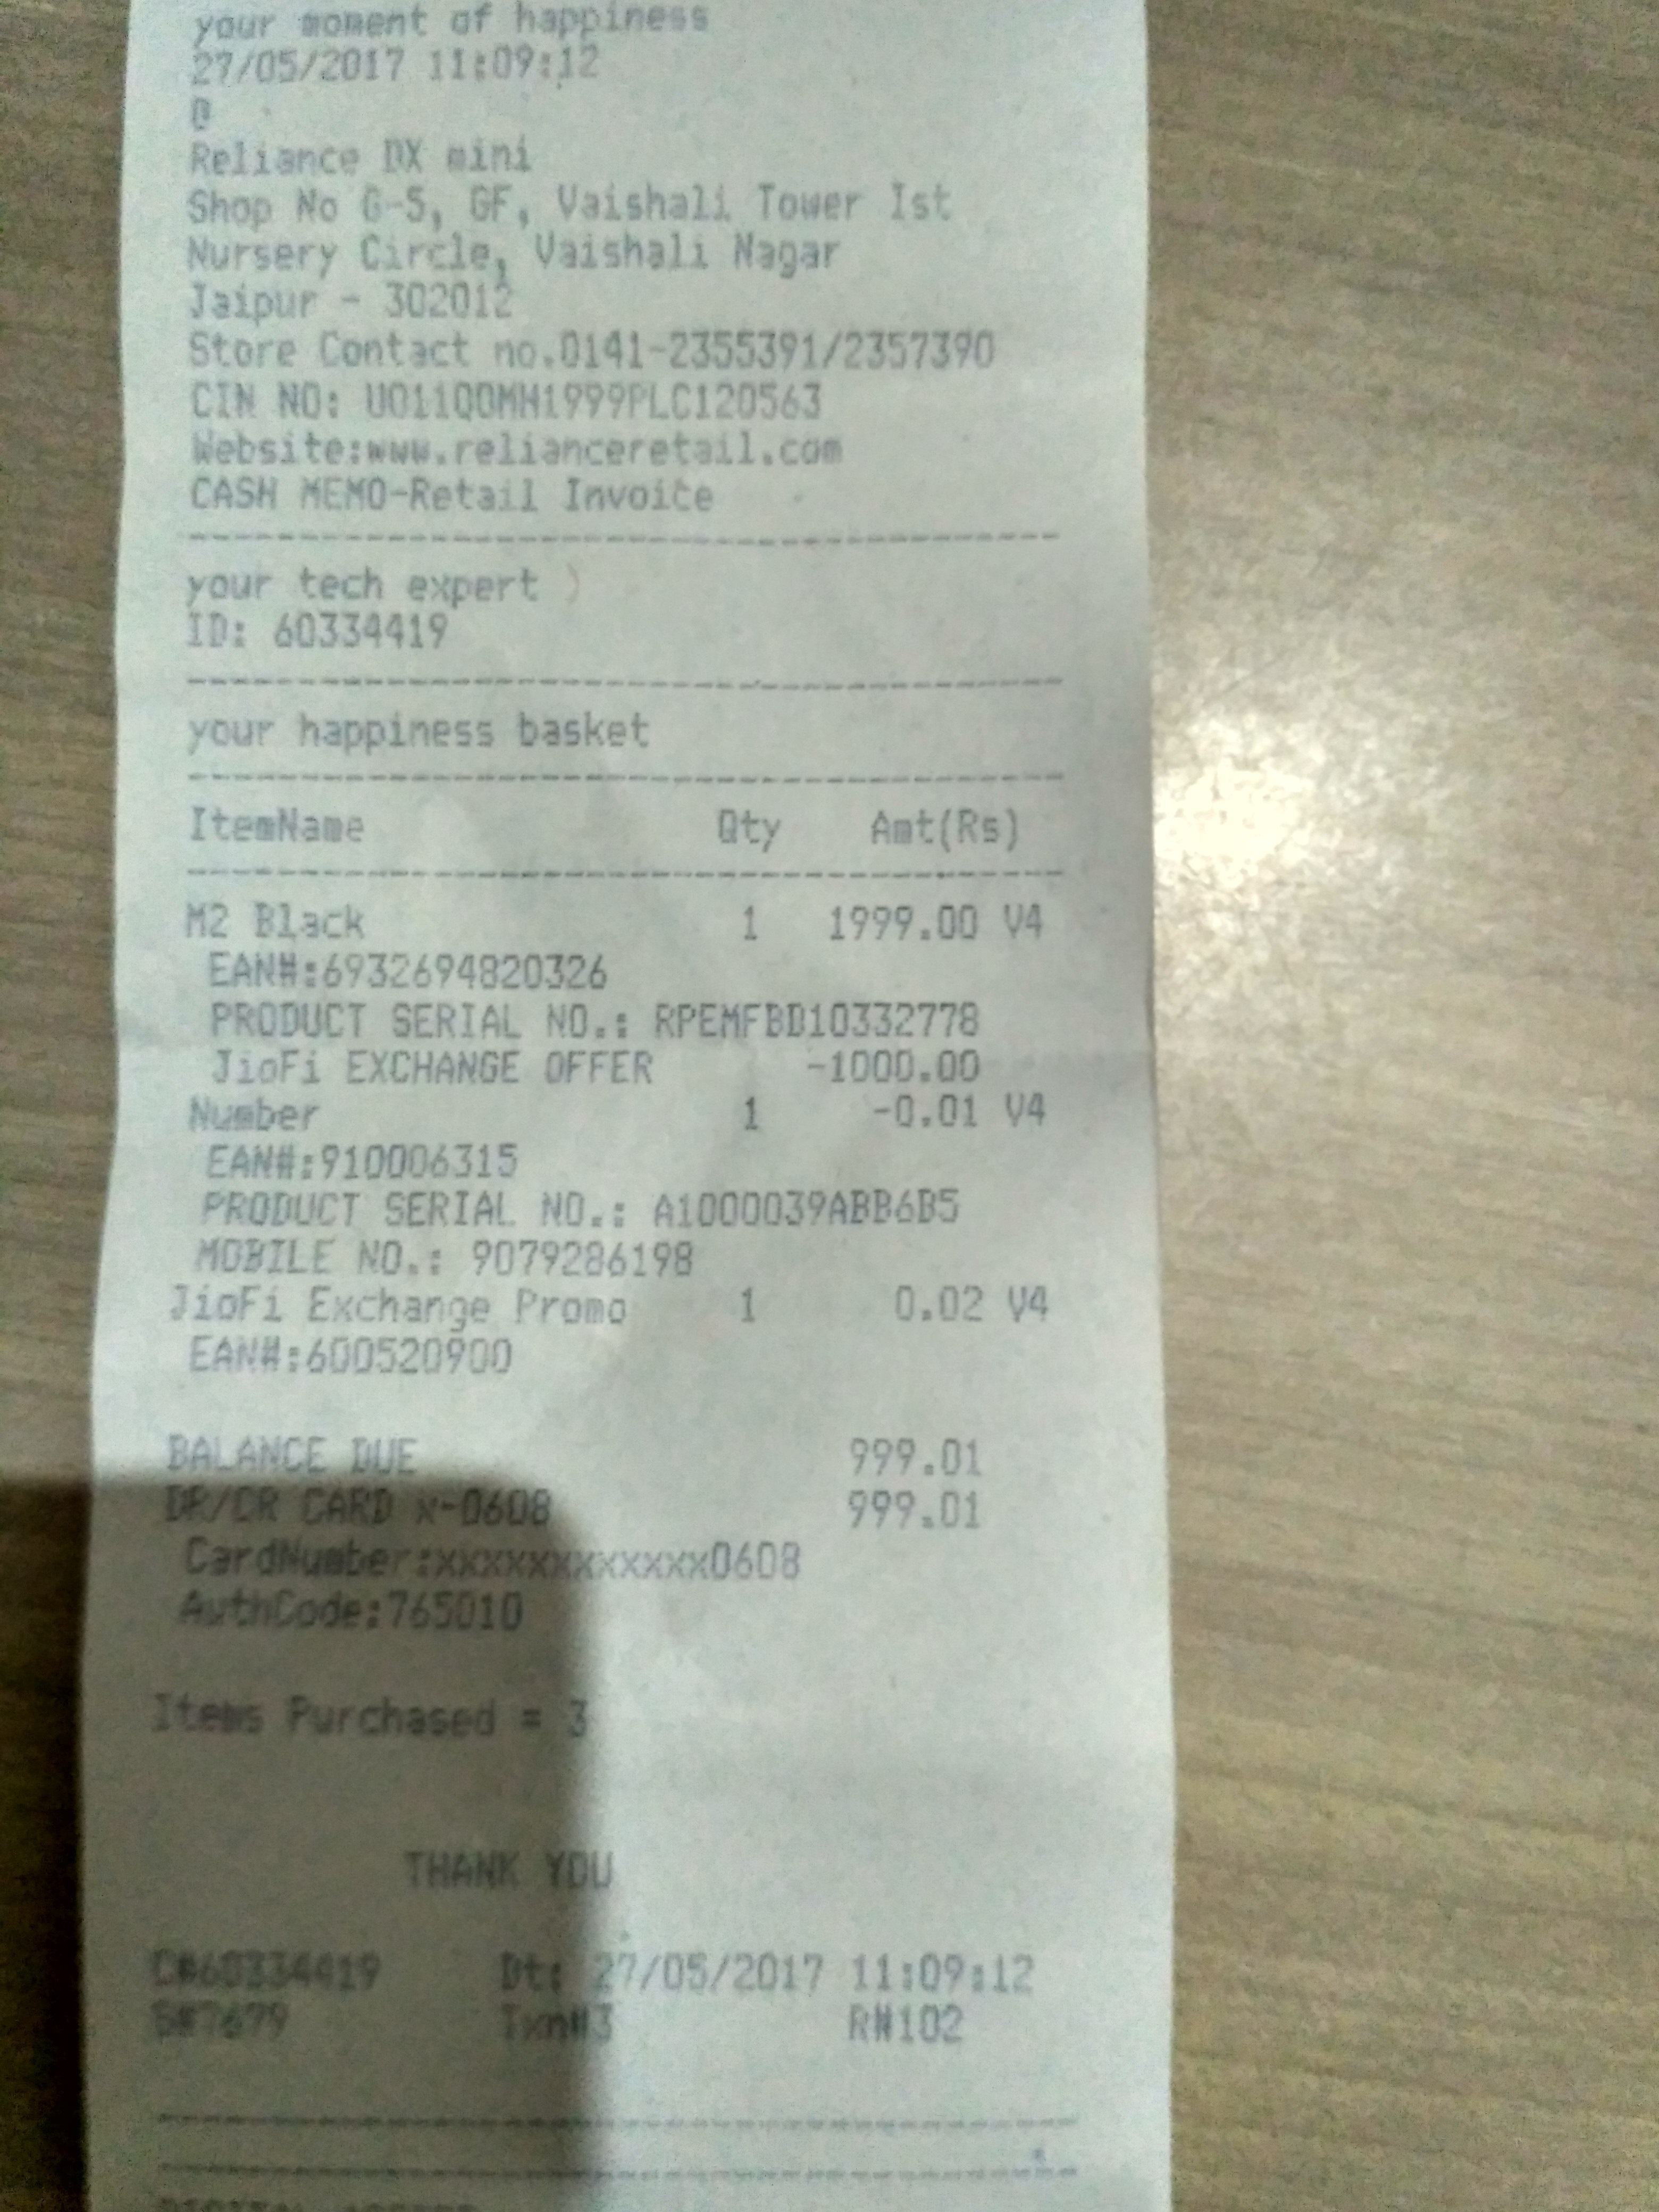 your moment of happiness
27/05/2017 11:09:12
@
Reliance DX mini
Shop No G-5, GF, Vaishali Tower Ist
Nursery Circle, Vaishali Nagar
Jaipur - 302012
Store Contact no.0141-2355391/2357390
CIN NO: U01100MH1999PLC120563
Website:www.relianceretail.com
CASH MEMO-Retail Invoice
your tech expert )
ID: 60334419
your happiness basket
ItemName Qty Amt(Rs)
M2 Black 1 1999.00 V4
EAN#:6932694820326
PRODUCT SERIAL NO.: RPEMFBD10332778
JioFi EXCHANGE OFFER -1000.00
Number 1 -0.01 V4
EAN#:910006315
PRODUCT SERIAL NO.: A1000039ABB6B5
MOBILE NO.: 9079286198
JioFi Exchange Promo 1 0.02 V4
EAN#:600520900
BALANCE DUE 999.01
DR/CR CARD x-0608 999.01
CardNumber:xxxxxxxxxxxx0608
AuthCode:765010
Items Purchased = 3
THANK YOU
C#60334419 Dt: 27/05/2017 11:09:12
S#7679 Txn#3 R#102